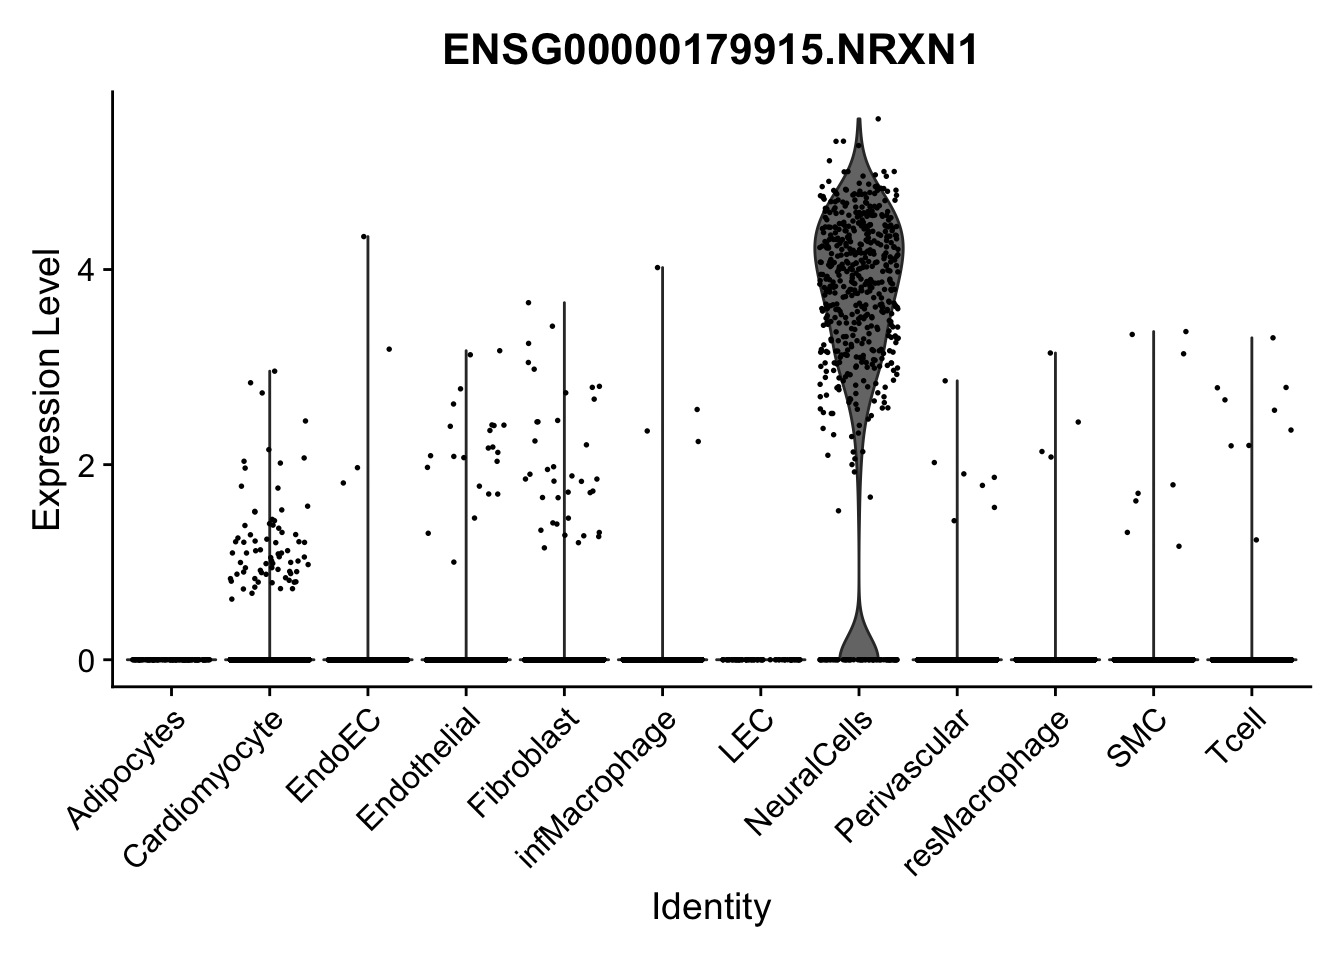 ENSG00000179915.NRXN1
Expression Level
4
2
0
Adipocytes
Cardiomyocyte
EndoEC
Endothelial
Fibroblast
infMacrophage
LEC
NeuralCells
Perivascular
resMacrophage
SMC
Tcell
Identity